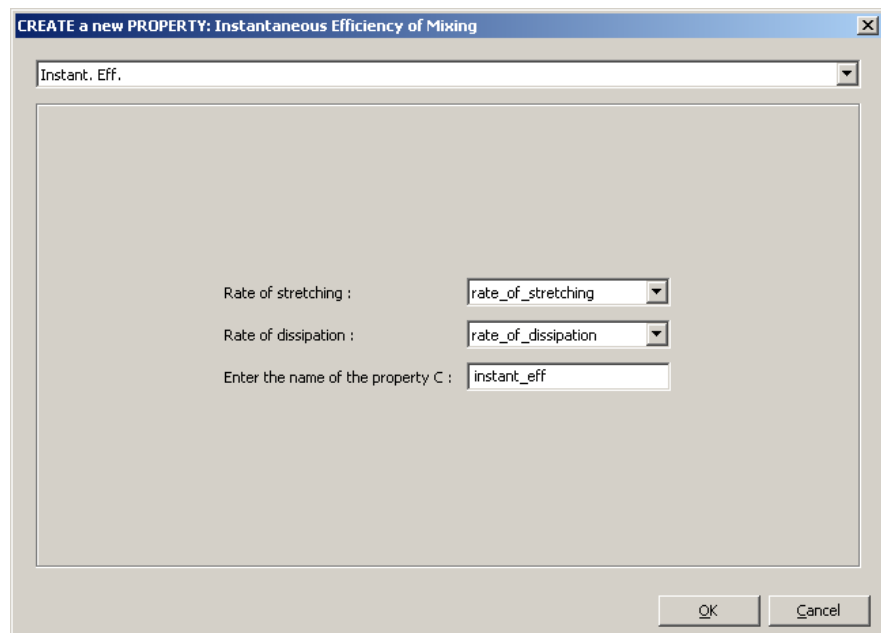 CREATE a new PROPERTY: Instantaneous Efficiency of Mixing
Instant. Eff.
Rate of stretching : rate_of_stretching
Rate of dissipation : rate_of_dissipation
Enter the name of the property C : instant_eff
OK Cancel